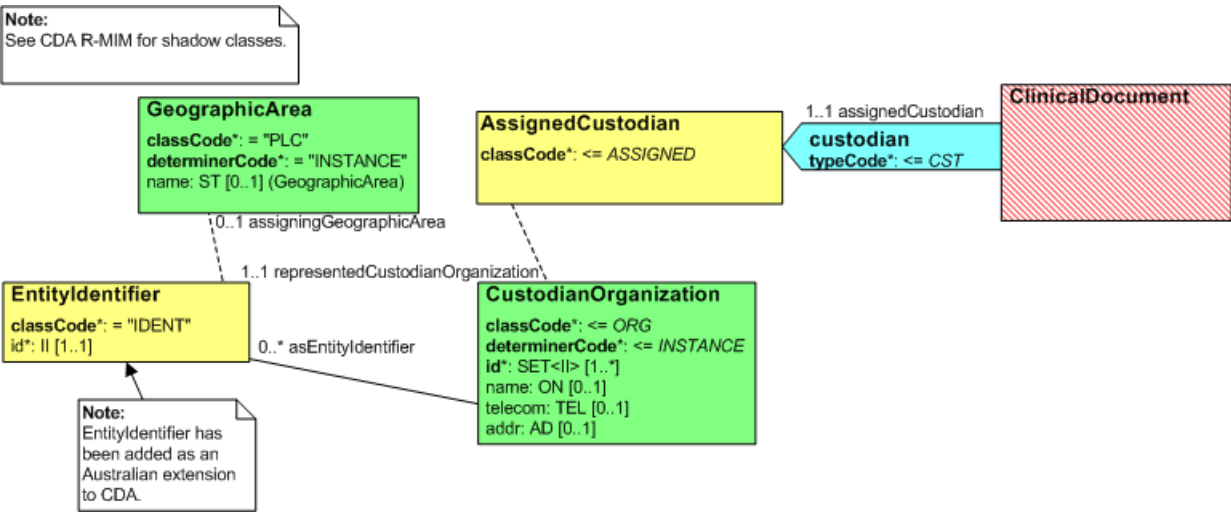 Note:
See CDA R-MIM for shadow classes.
GeographicArea
classCode*: = "PLC"
determinerCode*: = "INSTANCE"
name: ST [0..1] (GeographicArea)
AssignedCustodian
classCode*: <= ASSIGNED
1..1 assignedCustodian
custodian
typeCode*: <= CST
ClinicalDocument
0..1 assigningGeographicArea
1..1 representedCustodianOrganization
EntityIdentifier
classCode*: = "IDENT"
id*: II [1..1]
0..* asEntityIdentifier
CustodianOrganization
classCode*: <= ORG
determinerCode*: <= INSTANCE
id*: SET<II> [1..*]
name: ON [0..1]
telecom: TEL [0..1]
addr: AD [0..1]
Note:
EntityIdentifier has
been added as an
Australian extension
to CDA.